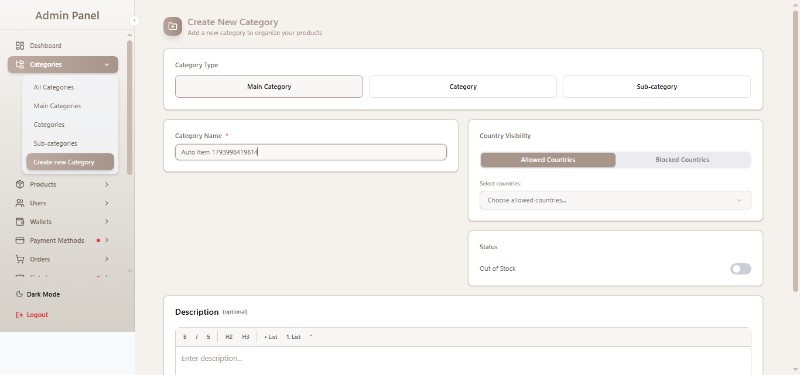 Admin Panel
Dashboard
Categories
All Categories
Main Categories
Categories
Sub-categories
Create new Category
Products
Users
Wallets
Payment Methods
Orders
Dark Mode
Logout
Create New Category
Add a new category to organize your products
Category Type
Main Category
Category
Sub-category
Category Name *
Auto Item 1793998419614
Country Visibility
Allowed Countries
Blocked Countries
Select countries:
Choose allowed countries...
Status
Out of Stock
Description (optional)
B I S H2 H3 • List 1. List "
Enter description...